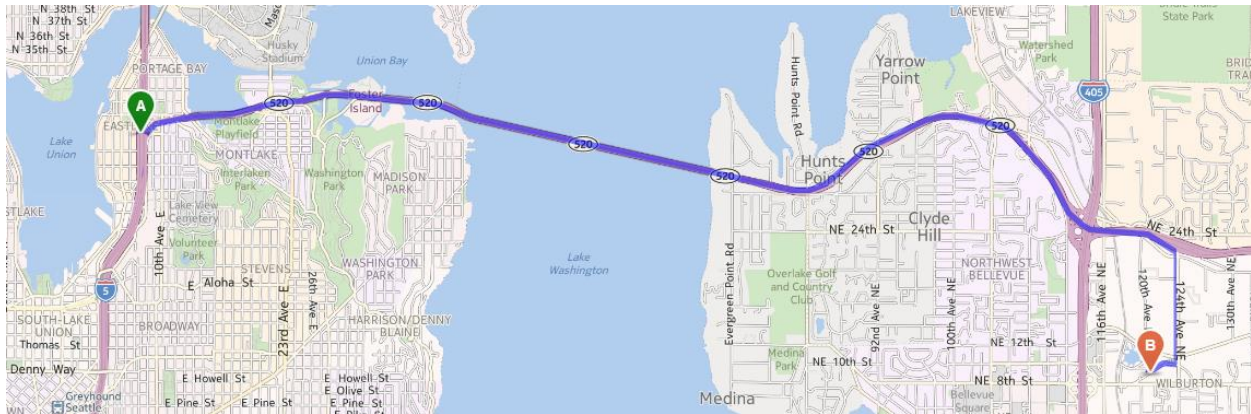 N 38th St
N 37th St
N 36th St
N 35th St
PORTAGE BAY
Husky
Stadium
Union Bay
LAKEVIEW
State Park
Watershed
Park
Yarrow
Point
Hunts Point Rd
405
A
520
Foster
Island
520
520
520
520
520
Lake
Union
Montlake
Playfield
MONTLAKE
Interlaken
Park
Washington
Park
MADISON
PARK
Hunts
Point
Lake View
Cemetery
10th Ave E
Volunteer
Park
STEVENS
E Aloha St
23rd Ave E
26th Ave E
WASHINGTON
PARK
Lake
Washington
Evergreen Point Rd
NE 24th St
Clyde
Hill
NE 24th St
Overlake Golf
and Country
Club
92nd Ave NE
100th Ave NE
NORTHWEST
BELLEVUE
116th Ave NE
120th Ave
124th Ave NE
130th Ave NE
5
SOUTH-LAKE
UNION
Thomas St
Denny Way
BROADWAY
HARRISON/DENNY
BLAINE
Medina
Park
NE 10th St
NE 12th St
NE 8th St
B
WILBURTON
E Howell St
E Howell St
E Olive St
E Pine St
E Pine St
Greyhound
Seattle
Medina
Bellevue
Square